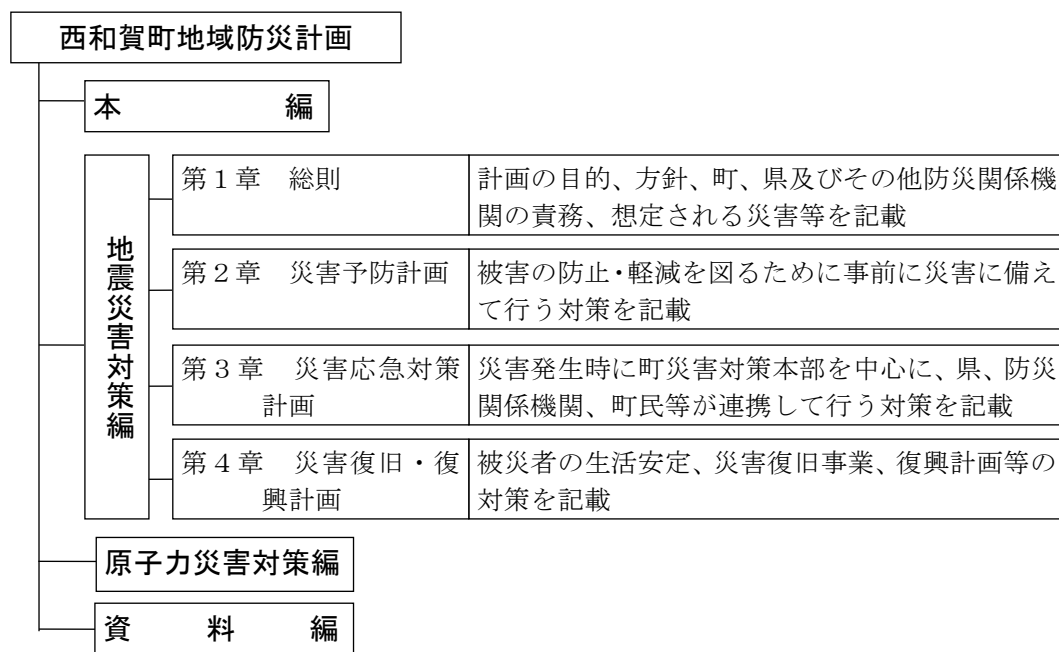 西和賀町地域防災計画
本 編
地震災害対策編
第1章 総則
計画の目的、方針、町、県及びその他防災関係機
関の責務、想定される災害等を記載
第2章 災害予防計画
被害の防止・軽減を図るために事前に災害に備え
て行う対策を記載
第3章 災害応急対策
計画
災害発生時に町災害対策本部を中心に、県、防災
関係機関、町民等が連携して行う対策を記載
第4章 災害復旧・復
興計画
被災者の生活安定、災害復旧事業、復興計画等の
対策を記載
原子力災害対策編
資 料 編